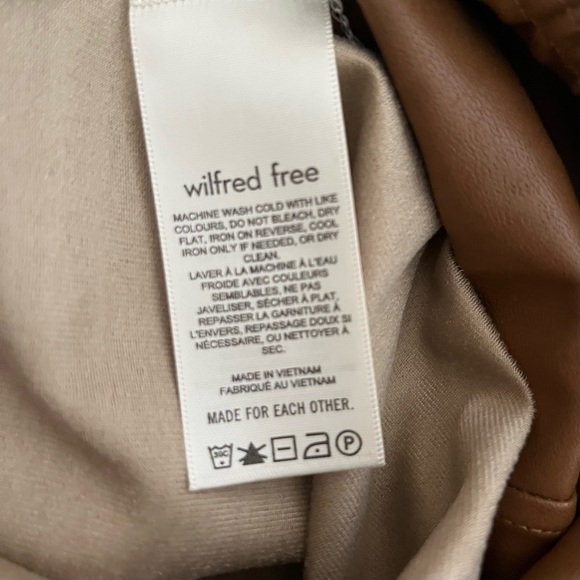 wilfred free
MACHINE WASH COLD WITH LIKE
COLOURS, DO NOT BLEACH, DRY
FLAT, IRON ON REVERSE, COOL
IRON ONLY IF NEEDED, OR DRY
CLEAN.
LAVER À LA MACHINE À L'EAU
FROIDE AVEC COULEURS
SEMBLABLES, NE PAS
JAVELISER, SÉCHER À PLAT,
REPASSER LA GARNITURE À
L'ENVERS, REPASSAGE DOUX SI
NÉCESSAIRE, OU NETTOYER À
SEC.
MADE IN VIETNAM
FABRIQUÉ AU VIETNAM
MADE FOR EACH OTHER.
30C P